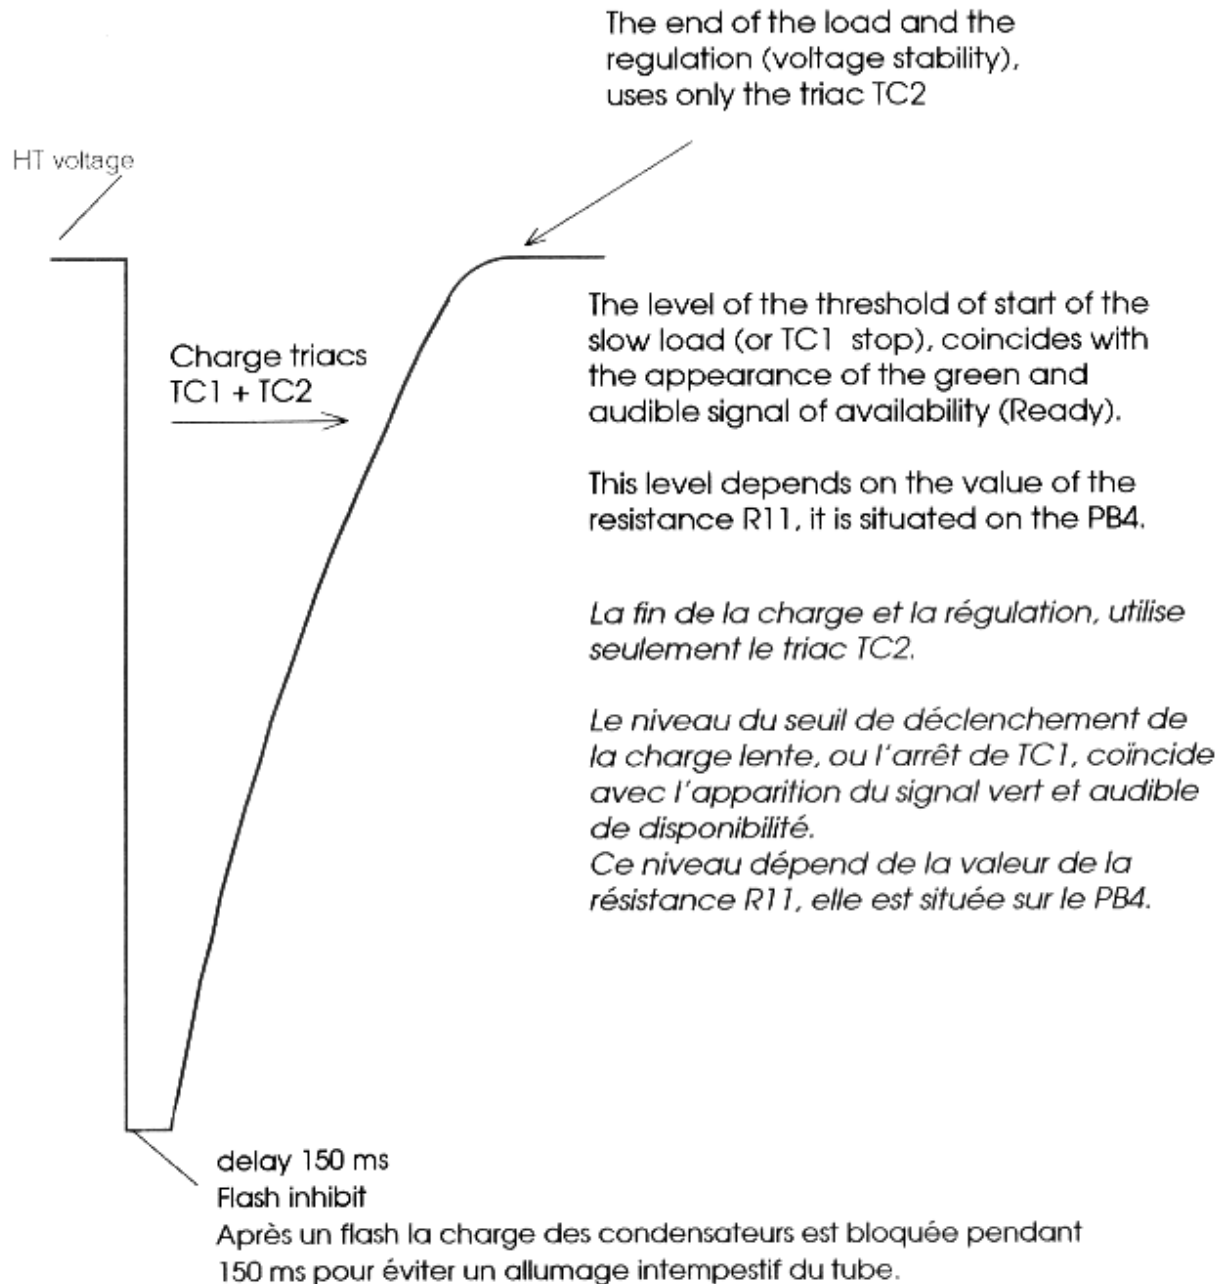 The end of the load and the
regulation (voltage stability),
uses only the triac TC2
HT voltage
Charge triacs
TC1 + TC2
The level of the threshold of start of the
slow load (or TC1 stop), coincides with
the appearance of the green and
audible signal of availability (Ready).
This level depends on the value of the
resistance R11, it is situated on the PB4.
La fin de la charge et la régulation, utilise
seulement le triac TC2.
Le niveau du seuil de déclenchement de
la charge lente, ou l'arrêt de TC1, coïncide
avec l'apparition du signal vert et audible
de disponibilité.
Ce niveau dépend de la valeur de la
résistance R11, elle est située sur le PB4.
delay 150 ms
Flash inhibit
Après un flash la charge des condensateurs est bloquée pendant
150 ms pour éviter un allumage intempestif du tube.